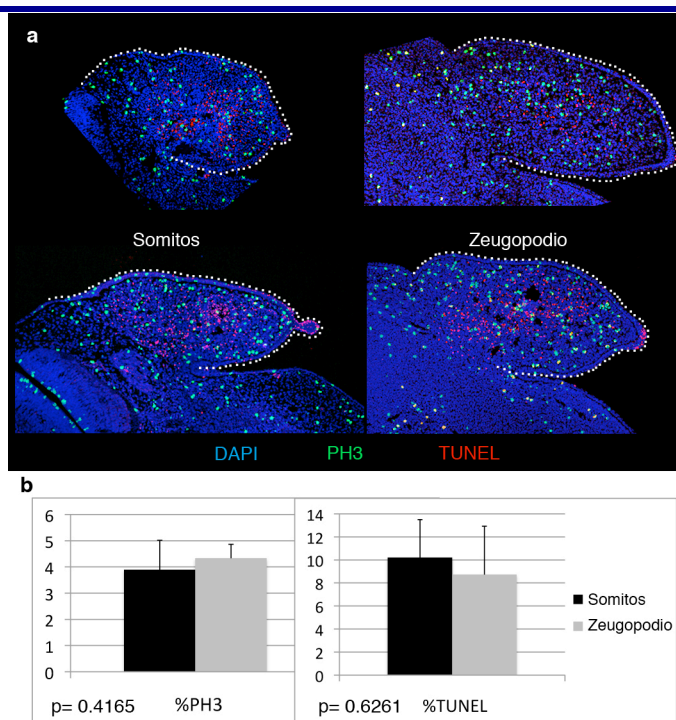 a
Somitos Zeugopodio
DAPI PH3 TUNEL
b
6
5
4
3
2
1
0
p= 0.4165 %PH3
14
12
10
8
6
4
2
0
p= 0.6261 %TUNEL
Somitos
Zeugopodio